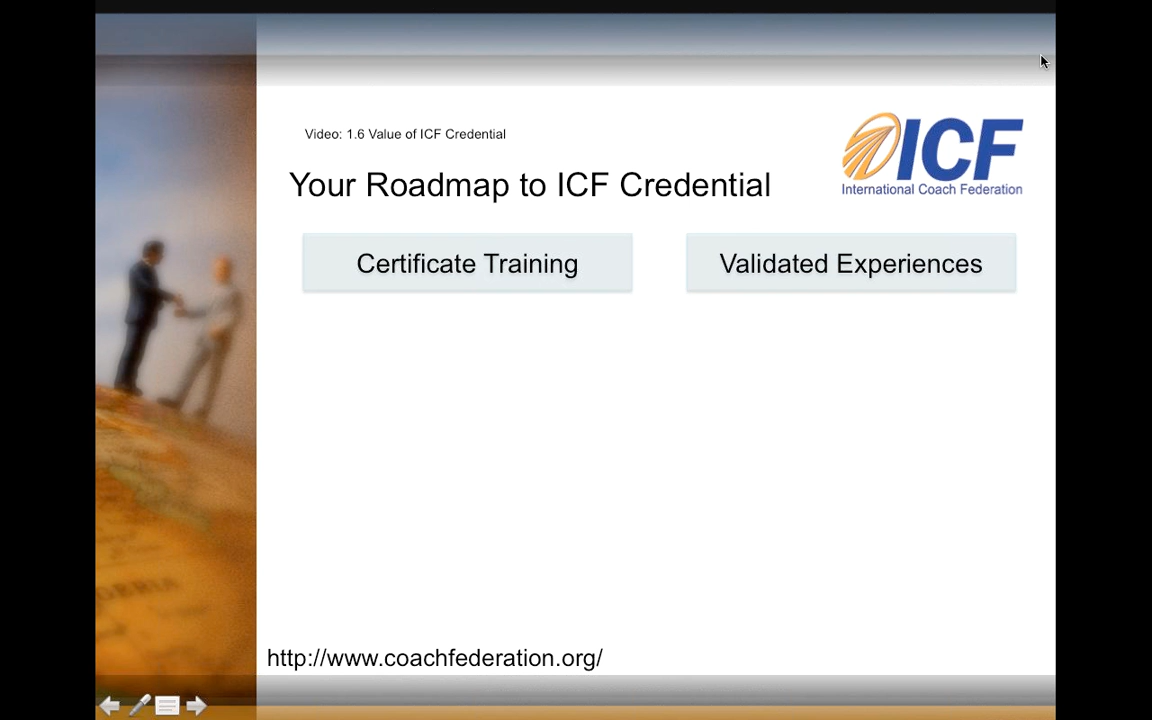 Video: 1.6 Value of ICF Credential
ICF
International Coach Federation
Your Roadmap to ICF Credential
Certificate Training
Validated Experiences
http://www.coachfederation.org/